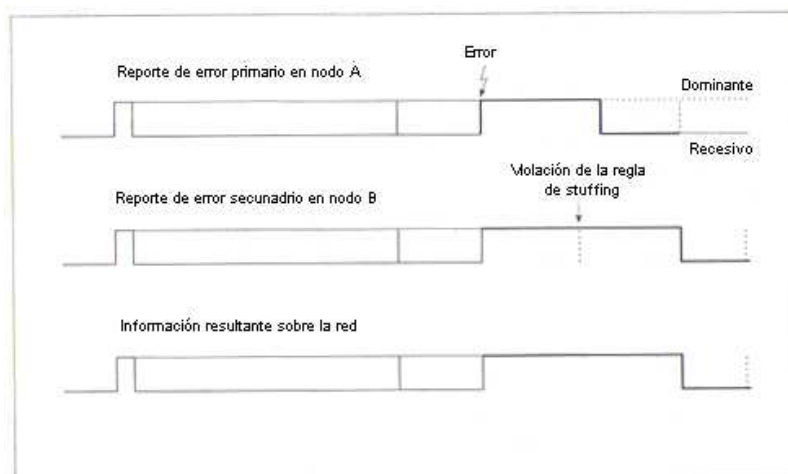 Error
Reporte de error primario en nodo A
Dominante
Recesivo
Violación de la regla
de stuffing
Reporte de error secunadrio en nodo B
Información resultante sobre la red